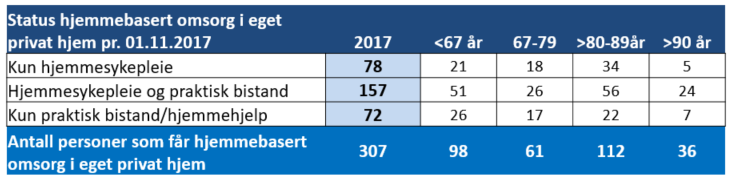 Status hjemmebasert omsorg i eget
privat hjem pr. 01.11.2017 2017 <67 år 67-79 >80-89år >90 år
Kun hjemmesykepleie 78 21 18 34 5
Hjemmesykepleie og praktisk bistand 157 51 26 56 24
Kun praktisk bistand/hjemmehjelp 72 26 17 22 7
Antall personer som får hjemmebasert
omsorg i eget privat hjem 307 98 61 112 36